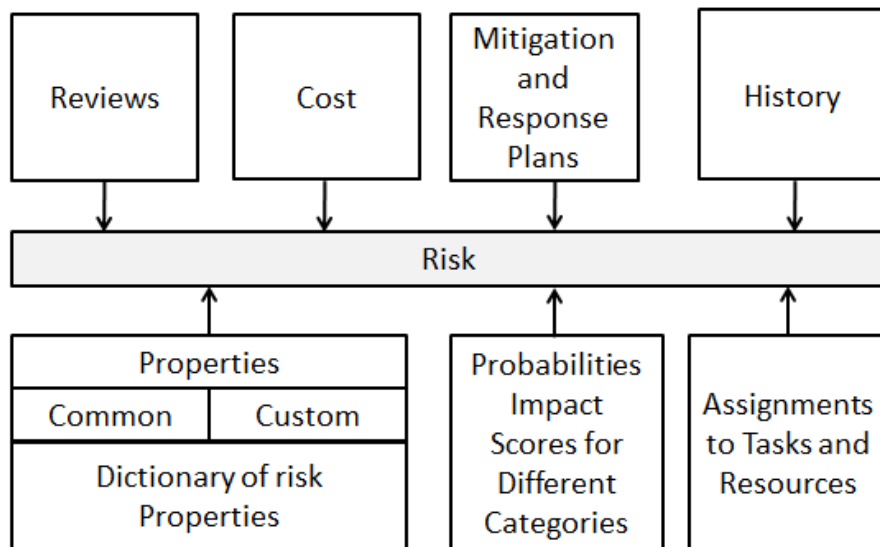 Reviews
Cost
Mitigation
and
Response
Plans
History
Risk
Properties
Common
Custom
Dictionary of risk
Properties
Probabilities
Impact
Scores for
Different
Categories
Assignments
to Tasks and
Resources